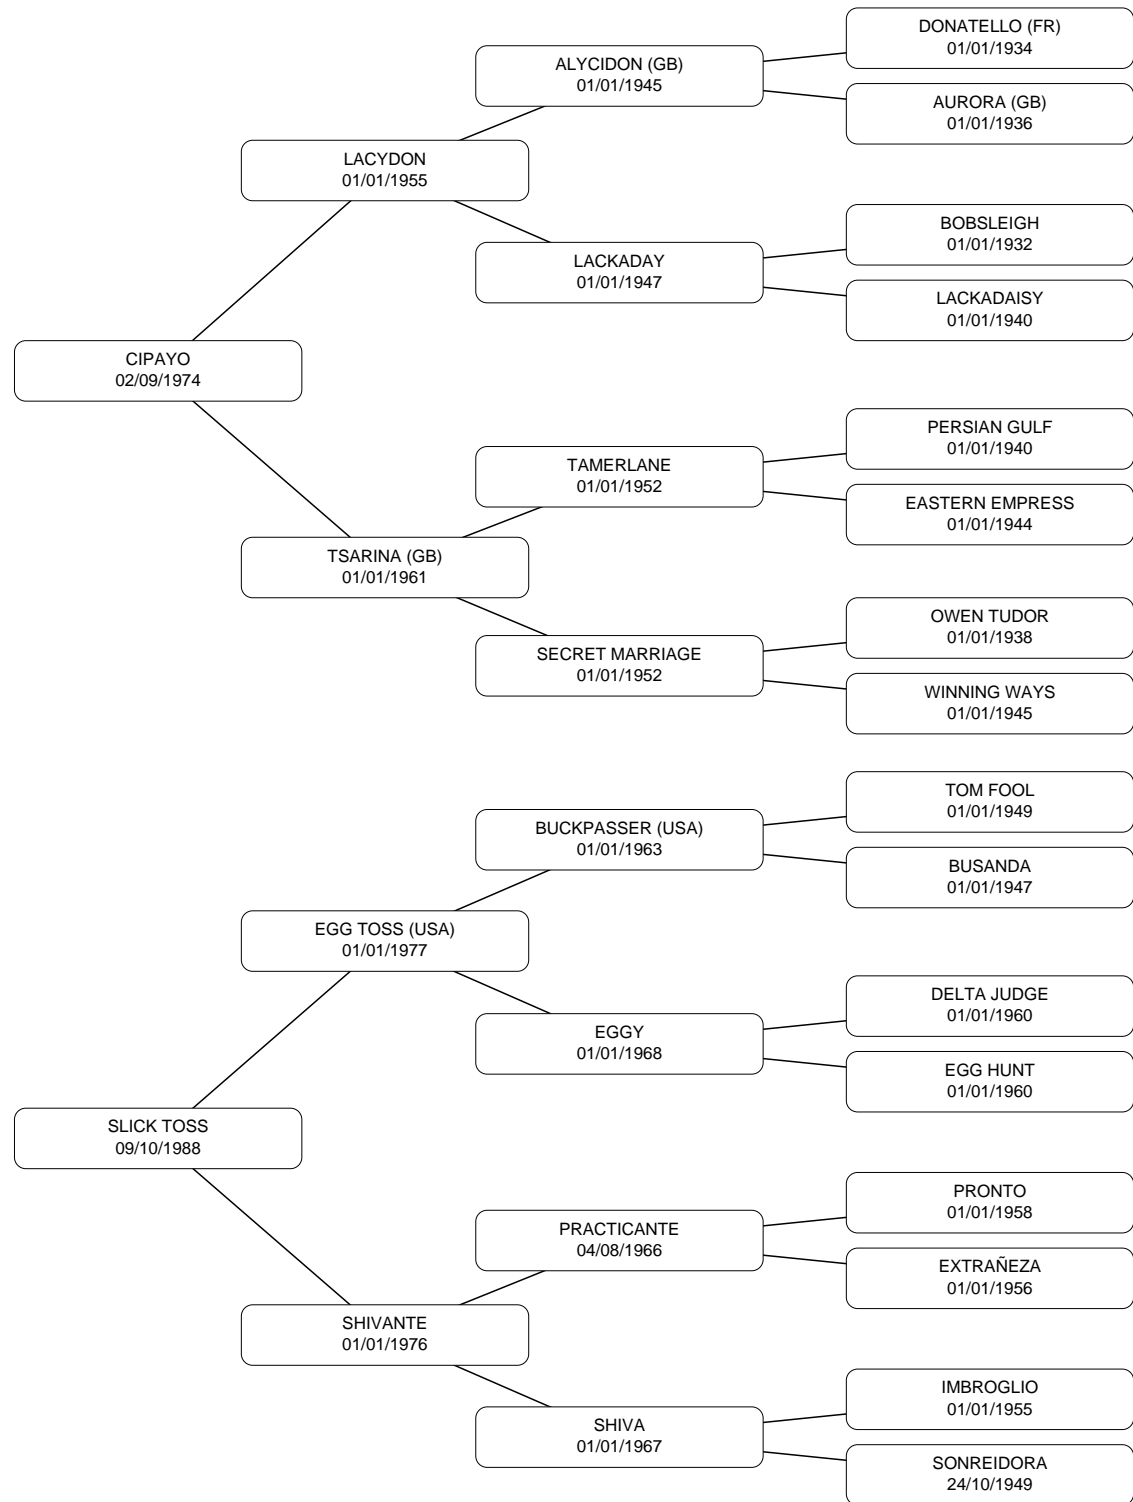 DONATELLO (FR)
01/01/1934
ALYCIDON (GB)
01/01/1945
AURORA (GB)
01/01/1936
LACYDON
01/01/1955
BOBSLEIGH
01/01/1932
LACKADAY
01/01/1947
LACKADAISY
01/01/1940
CIPAYO
02/09/1974
PERSIAN GULF
01/01/1940
TAMERLANE
01/01/1952
EASTERN EMPRESS
01/01/1944
TSARINA (GB)
01/01/1961
OWEN TUDOR
01/01/1938
SECRET MARRIAGE
01/01/1952
WINNING WAYS
01/01/1945
TOM FOOL
01/01/1949
BUCKPASSER (USA)
01/01/1963
BUSANDA
01/01/1947
EGG TOSS (USA)
01/01/1977
DELTA JUDGE
01/01/1960
EGGY
01/01/1968
EGG HUNT
01/01/1960
SLICK TOSS
09/10/1988
PRONTO
01/01/1958
PRACTICANTE
04/08/1966
EXTRAÑEZA
01/01/1956
SHIVANTE
01/01/1976
IMBROGLIO
01/01/1955
SHIVA
01/01/1967
SONREIDORA
24/10/1949